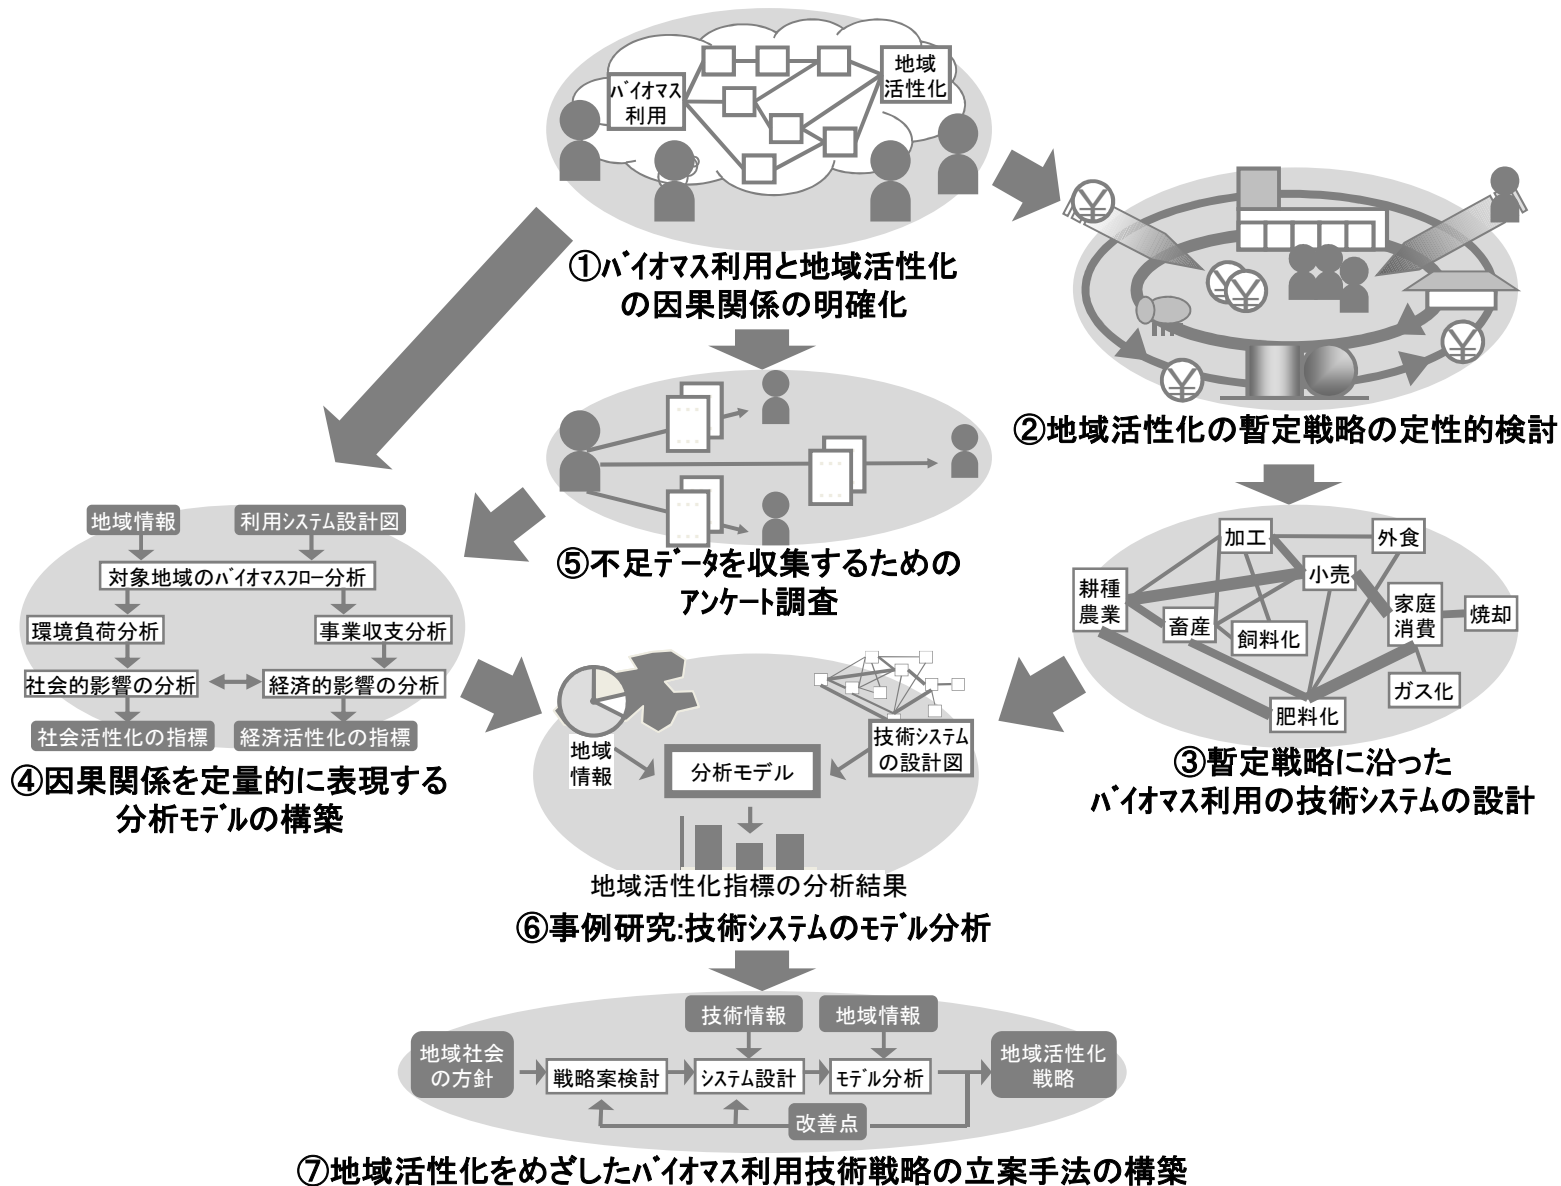 バイオマス
利用
地域
活性化
①バイオマス利用と地域活性化
の因果関係の明確化
②地域活性化の暫定戦略の定性的検討
⑤不足データを収集するための
アンケート調査
地域情報
利用システム設計図
対象地域のバイオマスフロー分析
環境負荷分析
事業収支分析
社会的影響の分析
経済的影響の分析
社会活性化の指標
経済活性化の指標
④因果関係を定量的に表現する
分析モデルの構築
加工
外食
小売
耕種
農業
畜産
飼料化
家庭
消費
焼却
ガス化
肥料化
③暫定戦略に沿った
バイオマス利用の技術システムの設計
地域
情報
分析モデル
技術システム
の設計図
地域活性化指標の分析結果
⑥事例研究:技術システムのモデル分析
技術情報
地域情報
地域社会
の方針
戦略案検討
システム設計
モデル分析
地域活性化
戦略
改善点
⑦地域活性化をめざしたバイオマス利用技術戦略の立案手法の構築